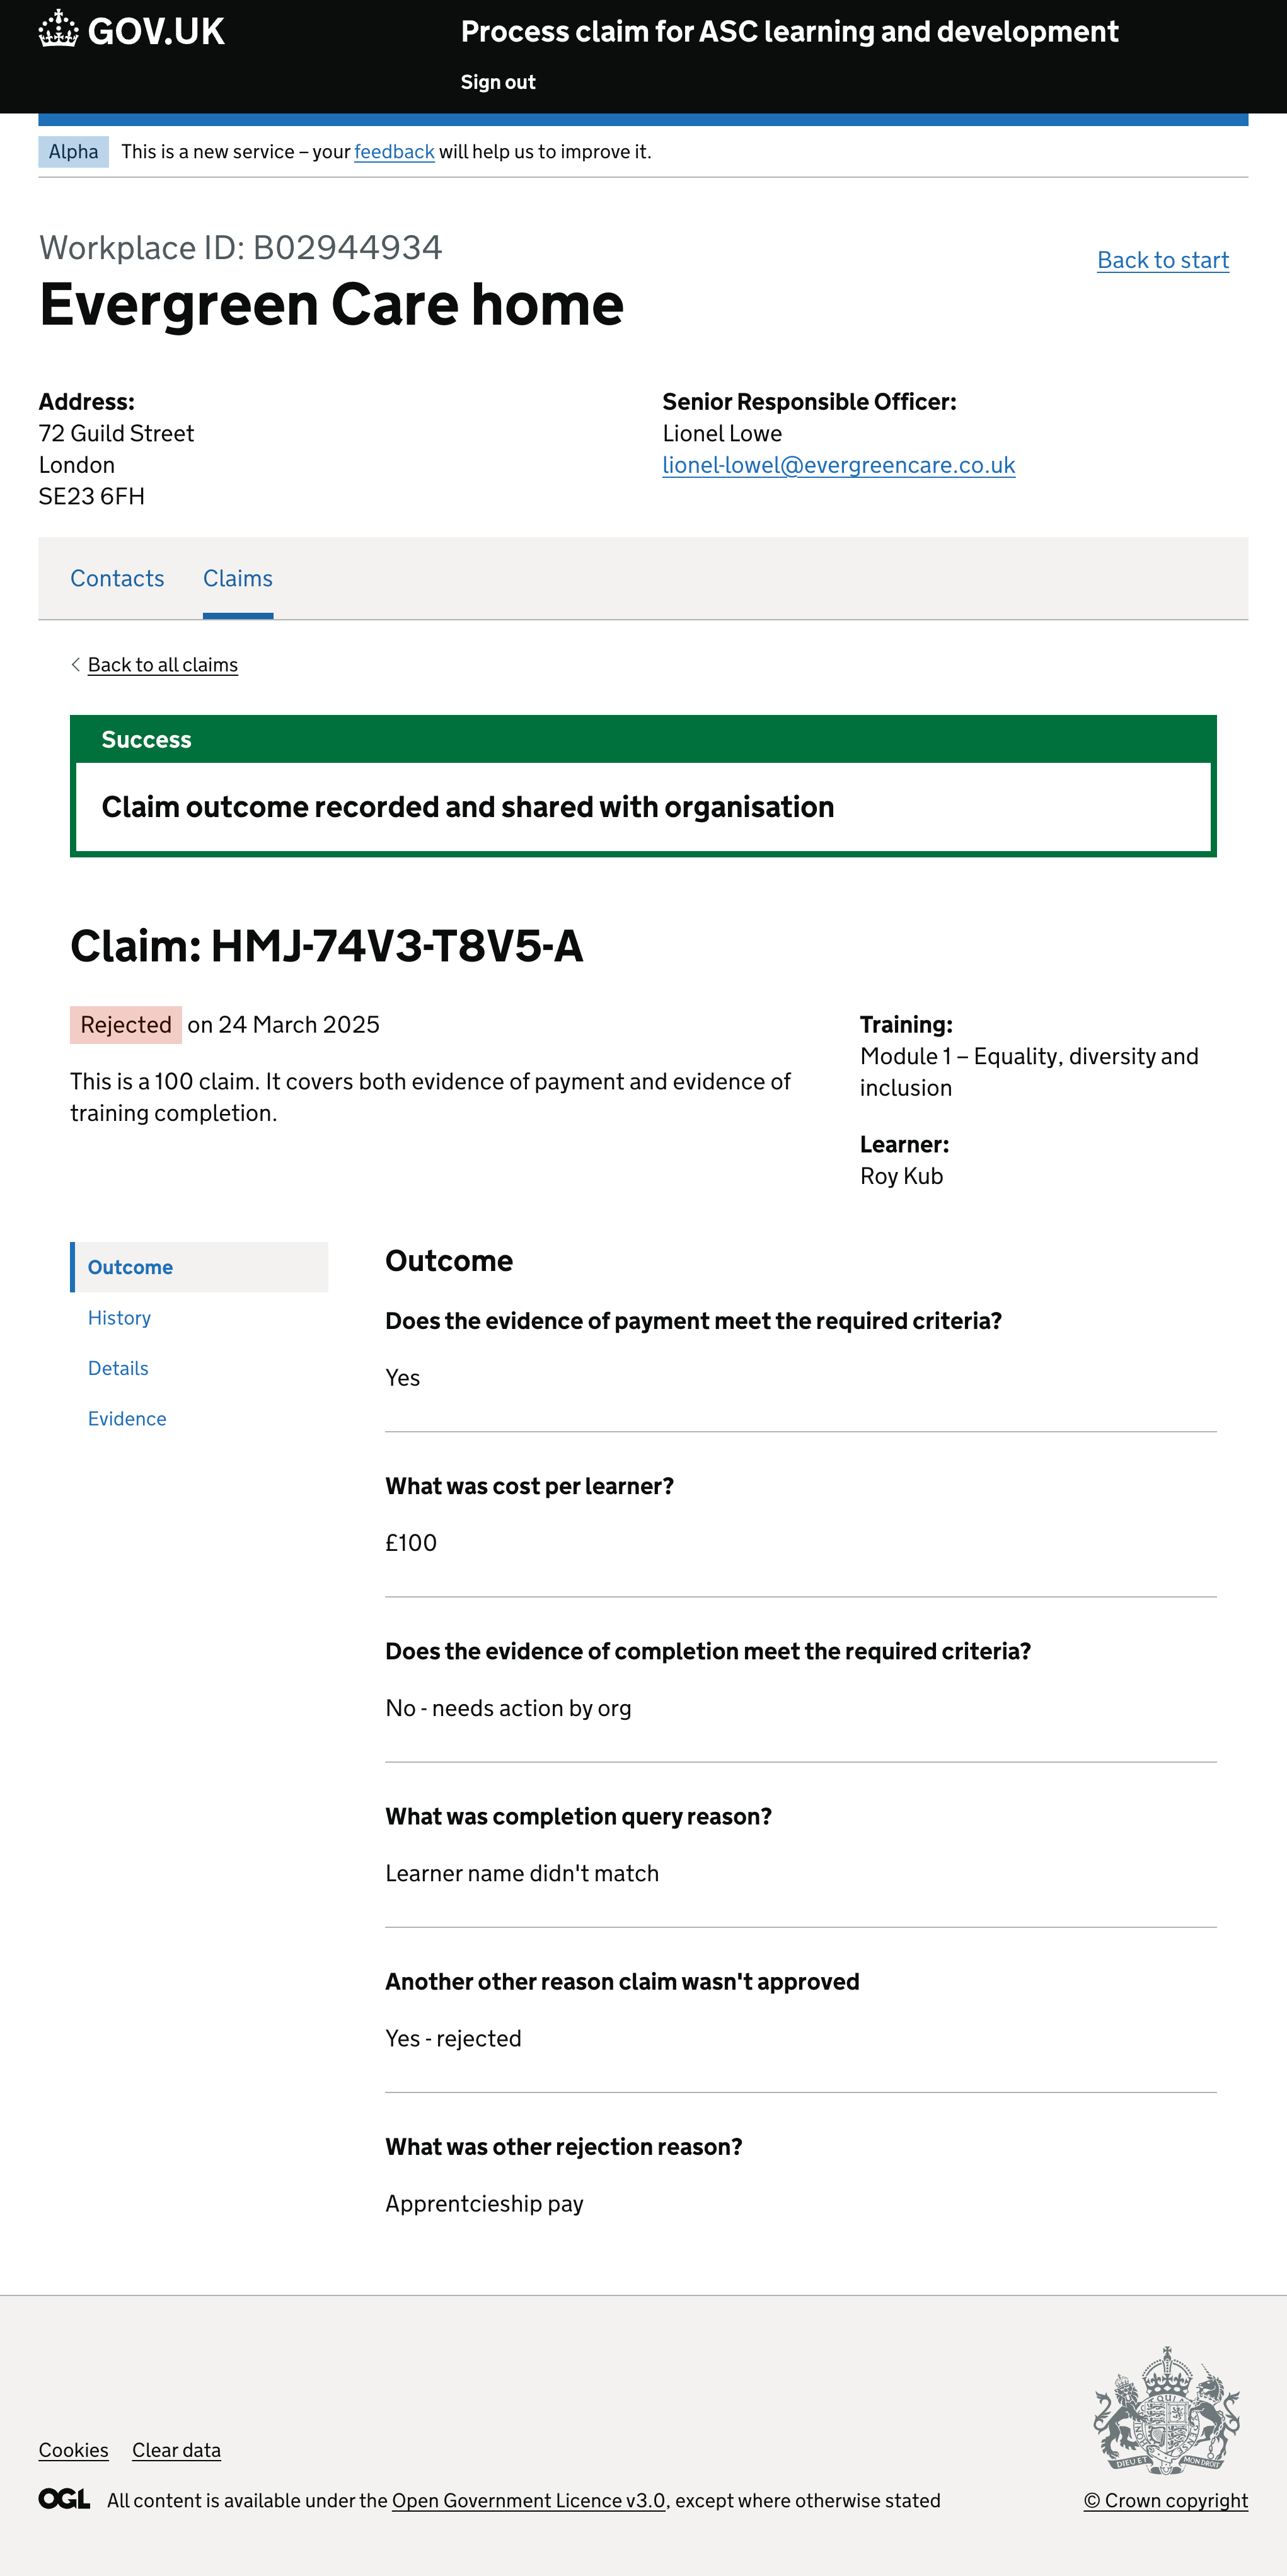 GOV.UK
Process claim for ASC learning and development
Sign out
Alpha
This is a new service – your feedback will help us to improve it.
Workplace ID: B02944934
Back to start
Evergreen Care home
Address:
72 Guild Street
London
SE23 6FH
Senior Responsible Officer:
Lionel Lowe
lionel-lowel@evergreencare.co.uk
Contacts
Claims
Back to all claims
Success
Claim outcome recorded and shared with organisation
Claim: HMJ-74V3-T8V5-A
Rejected on 24 March 2025
This is a 100 claim. It covers both evidence of payment and evidence of
training completion.
Training:
Module 1 – Equality, diversity and
inclusion
Learner:
Roy Kub
Outcome
History
Details
Evidence
Outcome
Does the evidence of payment meet the required criteria?
Yes
What was cost per learner?
£100
Does the evidence of completion meet the required criteria?
No - needs action by org
What was completion query reason?
Learner name didn't match
Another other reason claim wasn't approved
Yes - rejected
What was other rejection reason?
Apprentcieship pay
Cookies
Clear data
OGL
All content is available under the Open Government Licence v3.0, except where otherwise stated
DIEU ET MON DROIT
© Crown copyright